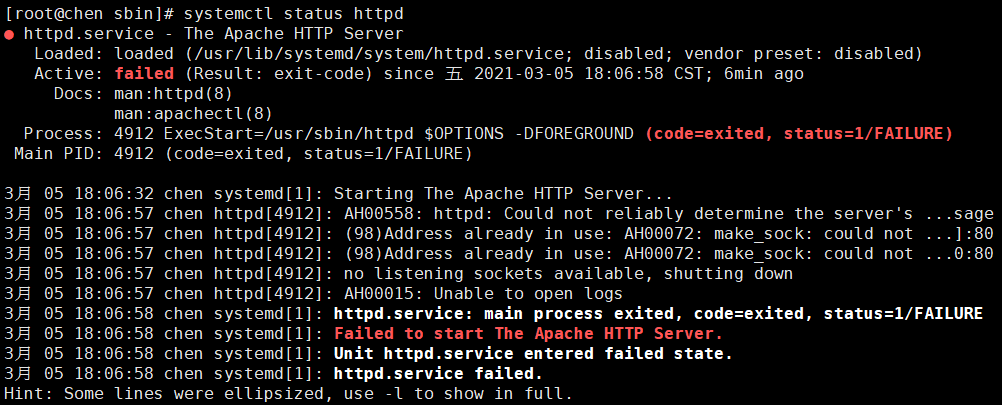 [root@chen sbin]# systemctl status httpd
● httpd.service - The Apache HTTP Server
   Loaded: loaded (/usr/lib/systemd/system/httpd.service; disabled; vendor preset: disabled)
   Active: failed (Result: exit-code) since 五 2021-03-05 18:06:58 CST; 6min ago
     Docs: man:httpd(8)
           man:apachectl(8)
  Process: 4912 ExecStart=/usr/sbin/httpd $OPTIONS -DFOREGROUND (code=exited, status=1/FAILURE)
 Main PID: 4912 (code=exited, status=1/FAILURE)

3月 05 18:06:32 chen systemd[1]: Starting The Apache HTTP Server...
3月 05 18:06:57 chen httpd[4912]: AH00558: httpd: Could not reliably determine the server's ...sage
3月 05 18:06:57 chen httpd[4912]: (98)Address already in use: AH00072: make_sock: could not ...]:80
3月 05 18:06:57 chen httpd[4912]: (98)Address already in use: AH00072: make_sock: could not ...0:80
3月 05 18:06:57 chen httpd[4912]: no listening sockets available, shutting down
3月 05 18:06:57 chen httpd[4912]: AH00015: Unable to open logs
3月 05 18:06:58 chen systemd[1]: httpd.service: main process exited, code=exited, status=1/FAILURE
3月 05 18:06:58 chen systemd[1]: Failed to start The Apache HTTP Server.
3月 05 18:06:58 chen systemd[1]: Unit httpd.service entered failed state.
3月 05 18:06:58 chen systemd[1]: httpd.service failed.
Hint: Some lines were ellipsized, use -l to show in full.